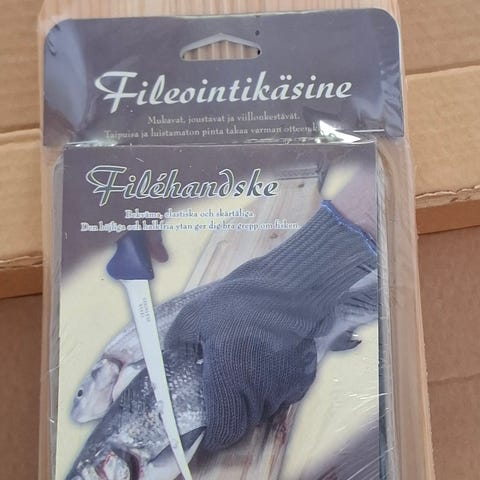 Fileointikäsine
Mukavat, joustavat ja viillonkestävät.
Taipuisa ja luistamaton pinta takaa varman otteen
Filéhandske
Bekväma, elastiska och skärtåliga.
Den böjliga och halkfria ytan ger dig bra grepp om fisken.